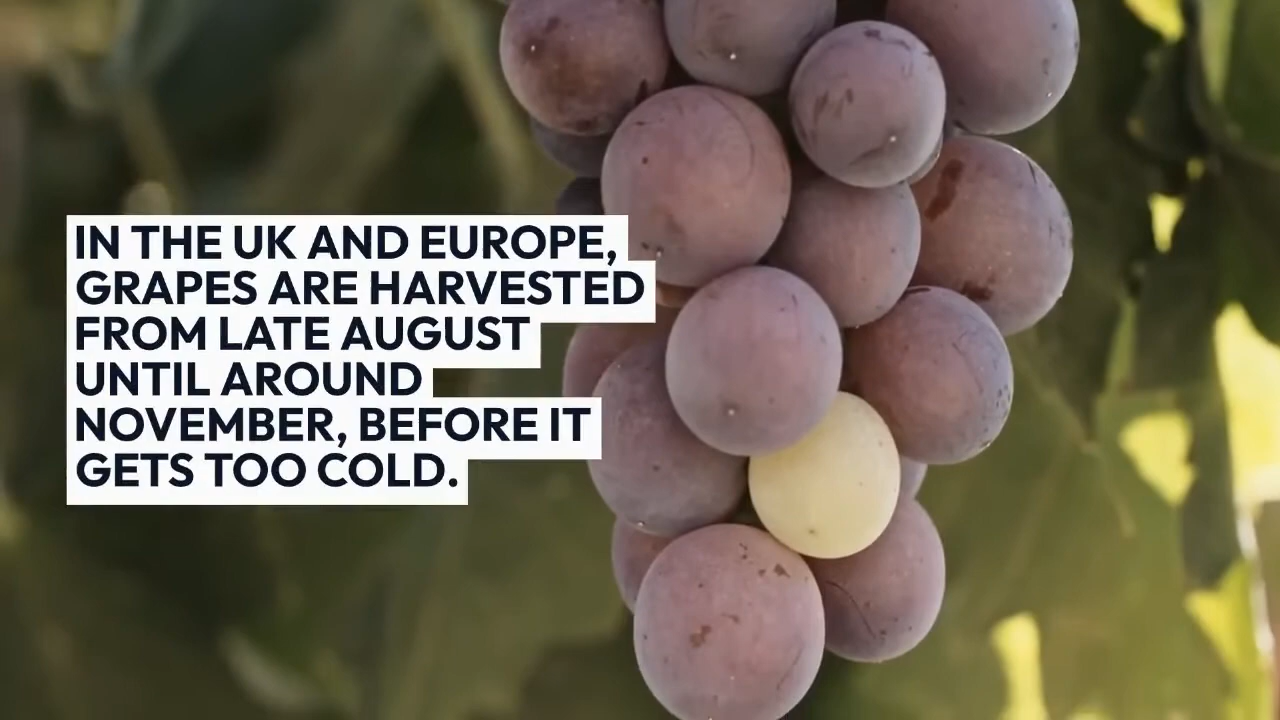 IN THE UK AND EUROPE,
GRAPES ARE HARVESTED
FROM LATE AUGUST
UNTIL AROUND
NOVEMBER, BEFORE IT
GETS TOO COLD.